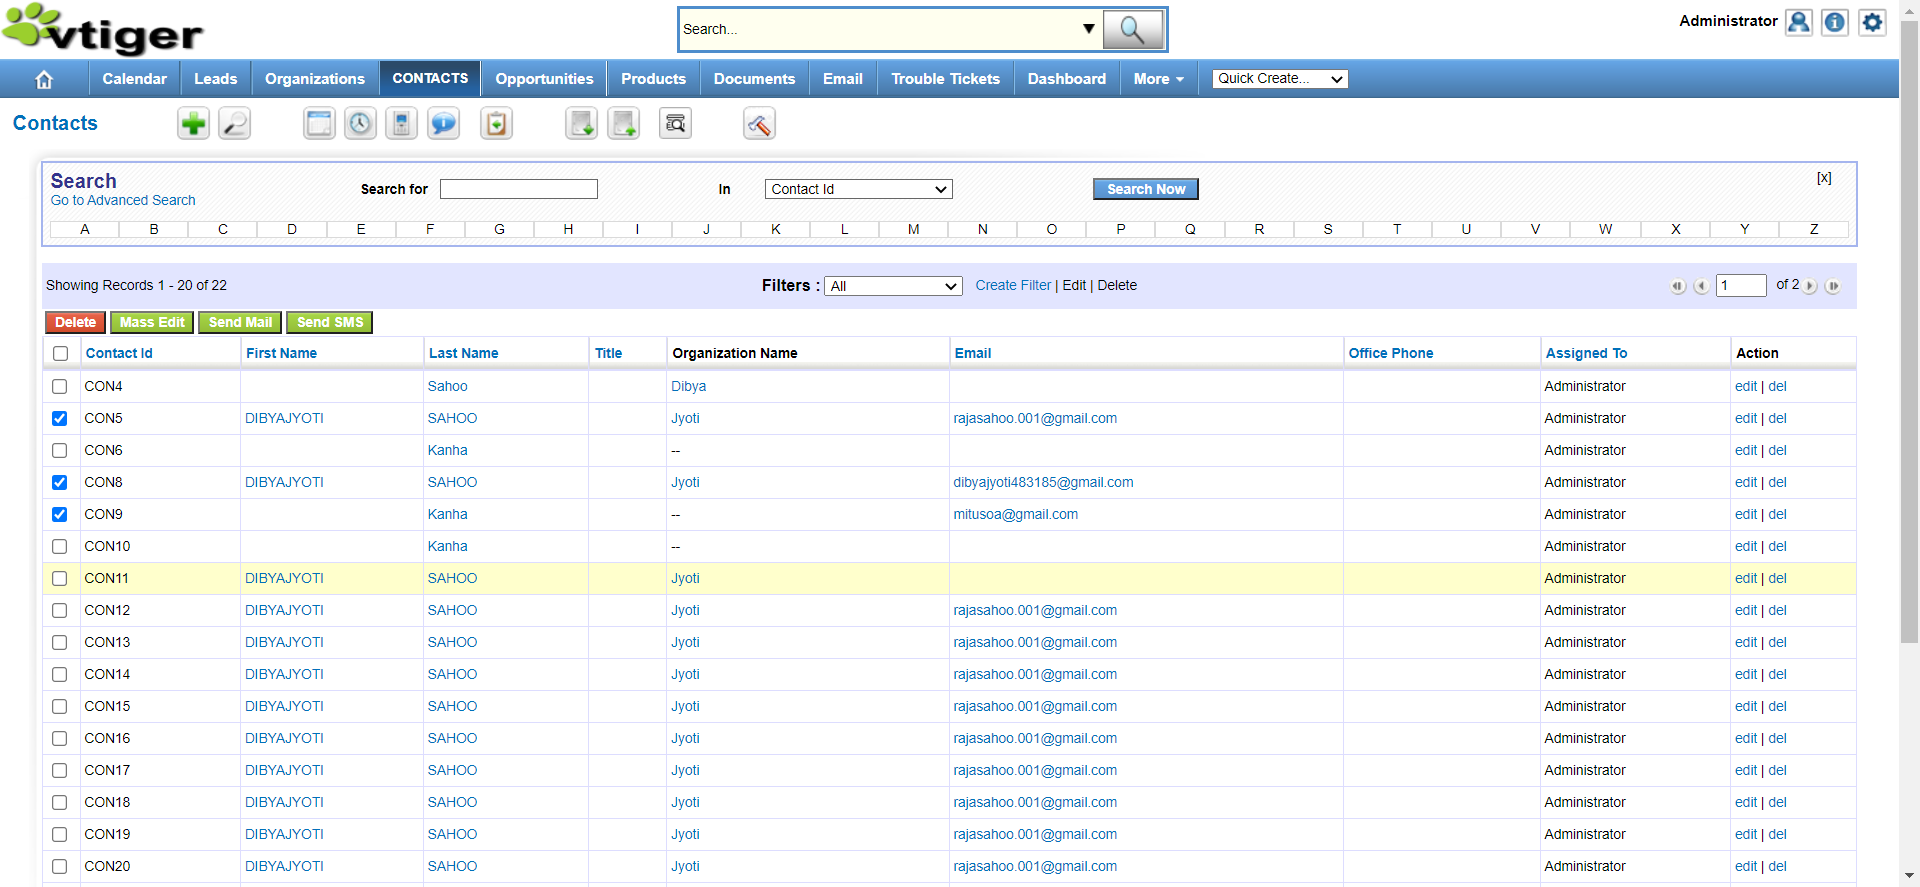 vtiger
Search...
Administrator
Calendar Leads Organizations CONTACTS Opportunities Products Documents Email Trouble Tickets Dashboard More Quick Create...
Contacts
Search
Go to Advanced Search
Search for In Contact Id Search Now [x]
A B C D E F G H I J K L M N O P Q R S T U V W X Y Z
Showing Records 1 - 20 of 22 Filters : All Create Filter | Edit | Delete 1 of 2
Delete Mass Edit Send Mail Send SMS
Contact Id First Name Last Name Title Organization Name Email Office Phone Assigned To Action
CON4 Sahoo Dibya Administrator edit | del
CON5 DIBYAJYOTI SAHOO Jyoti rajasahoo.001@gmail.com Administrator edit | del
CON6 Kanha -- Administrator edit | del
CON8 DIBYAJYOTI SAHOO Jyoti dibyajyoti483185@gmail.com Administrator edit | del
CON9 Kanha -- mitusoa@gmail.com Administrator edit | del
CON10 Kanha -- Administrator edit | del
CON11 DIBYAJYOTI SAHOO Jyoti Administrator edit | del
CON12 DIBYAJYOTI SAHOO Jyoti rajasahoo.001@gmail.com Administrator edit | del
CON13 DIBYAJYOTI SAHOO Jyoti rajasahoo.001@gmail.com Administrator edit | del
CON14 DIBYAJYOTI SAHOO Jyoti rajasahoo.001@gmail.com Administrator edit | del
CON15 DIBYAJYOTI SAHOO Jyoti rajasahoo.001@gmail.com Administrator edit | del
CON16 DIBYAJYOTI SAHOO Jyoti rajasahoo.001@gmail.com Administrator edit | del
CON17 DIBYAJYOTI SAHOO Jyoti rajasahoo.001@gmail.com Administrator edit | del
CON18 DIBYAJYOTI SAHOO Jyoti rajasahoo.001@gmail.com Administrator edit | del
CON19 DIBYAJYOTI SAHOO Jyoti rajasahoo.001@gmail.com Administrator edit | del
CON20 DIBYAJYOTI SAHOO Jyoti rajasahoo.001@gmail.com Administrator edit | del